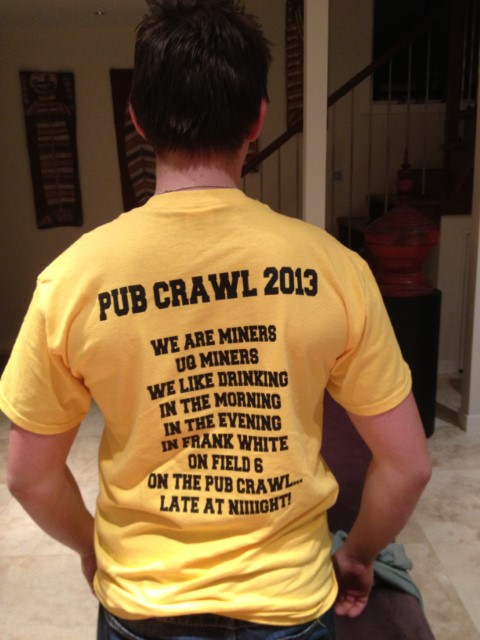 PUB CRAWL 2013
WE ARE MINERS
UQ MINERS
WE LIKE DRINKING
IN THE MORNING
IN THE EVENING
IN FRANK WHITE
ON FIELD 6
ON THE PUB CRAWL...
LATE AT NIIIIGHT!